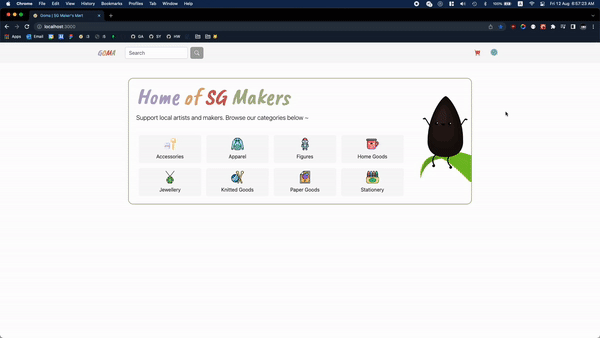 Chrome File Edit View History Bookmarks Profiles Tab Window Help
100% Fri 12 Aug 8:57:23 AM
Goma | SG Maker's Mart
localhost:3000
Apps Email GA SY HW
GOMA Search
Home of SG Makers
Support local artists and makers. Browse our categories below ~
Accessories Apparel Figures Home Goods
Jewellery Knitted Goods Paper Goods Stationery